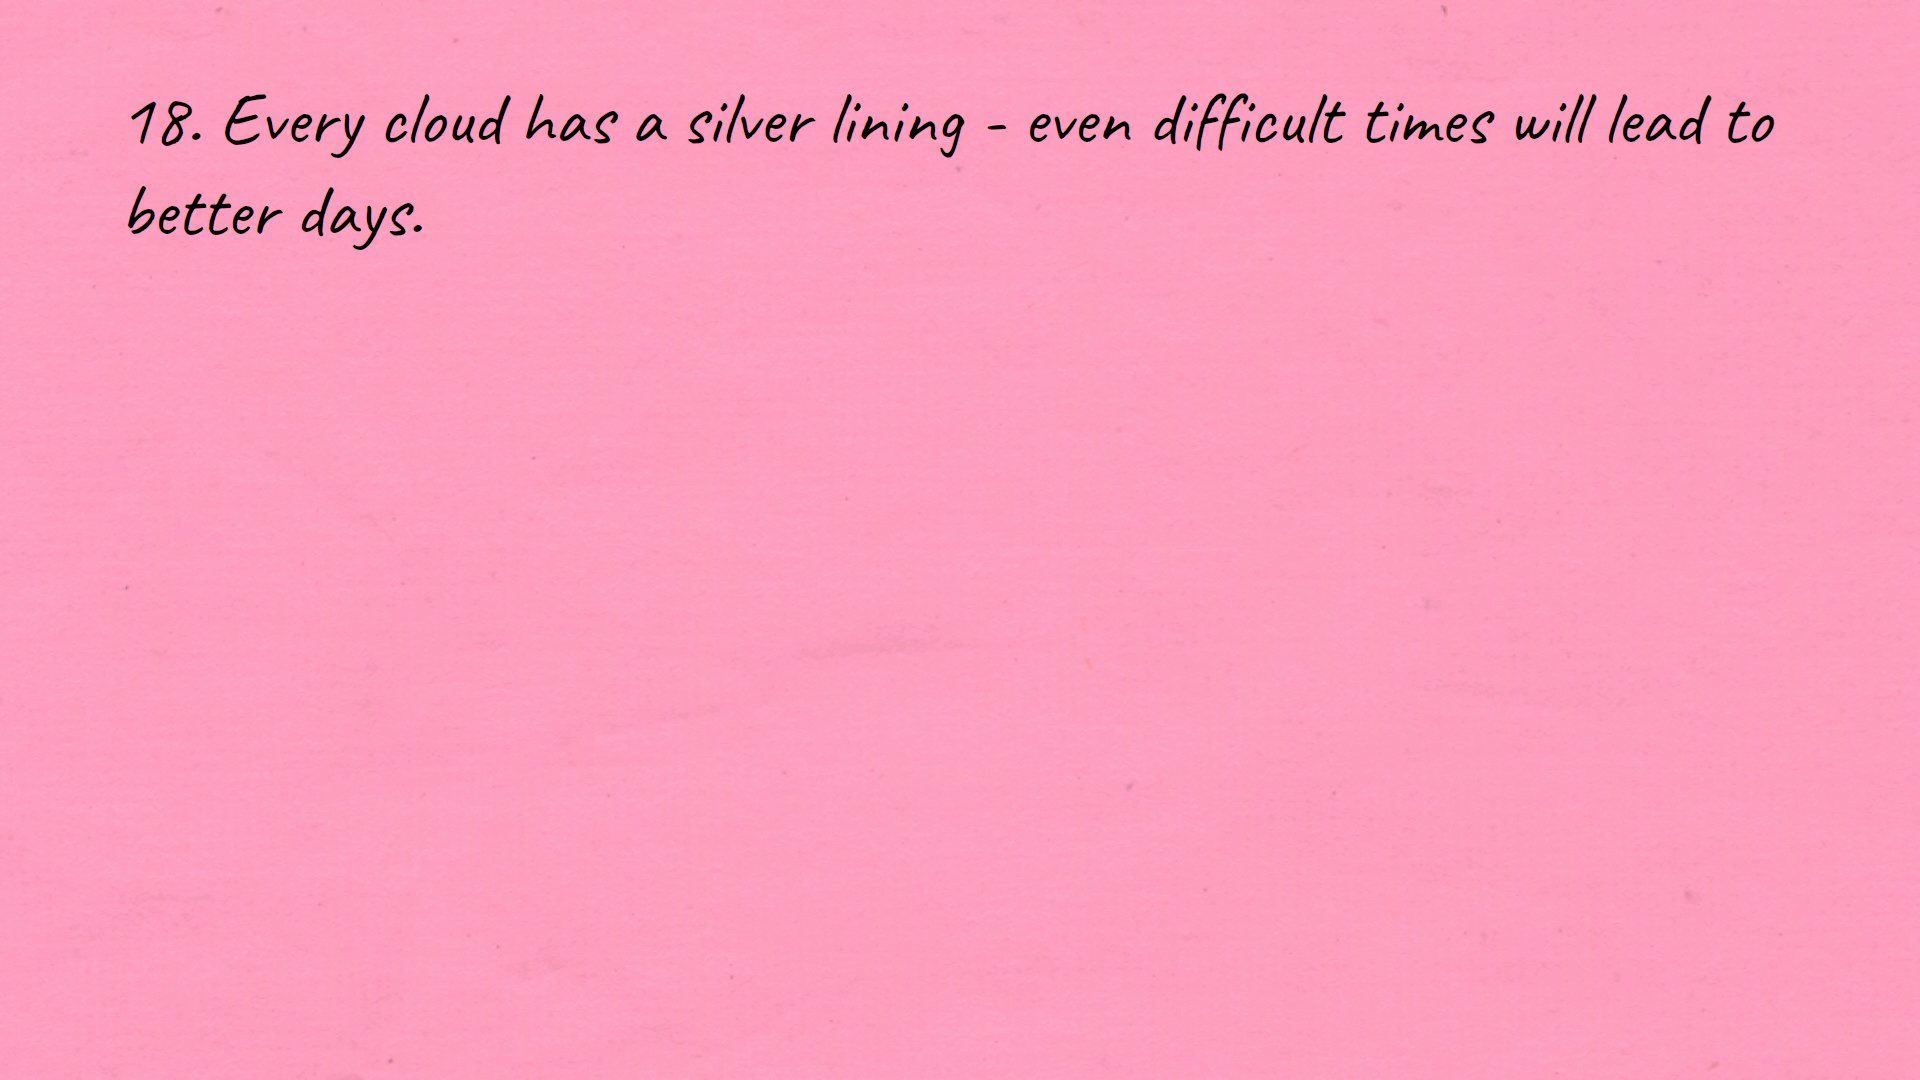 18. Every cloud has a silver lining - even difficult times will lead to
better days.